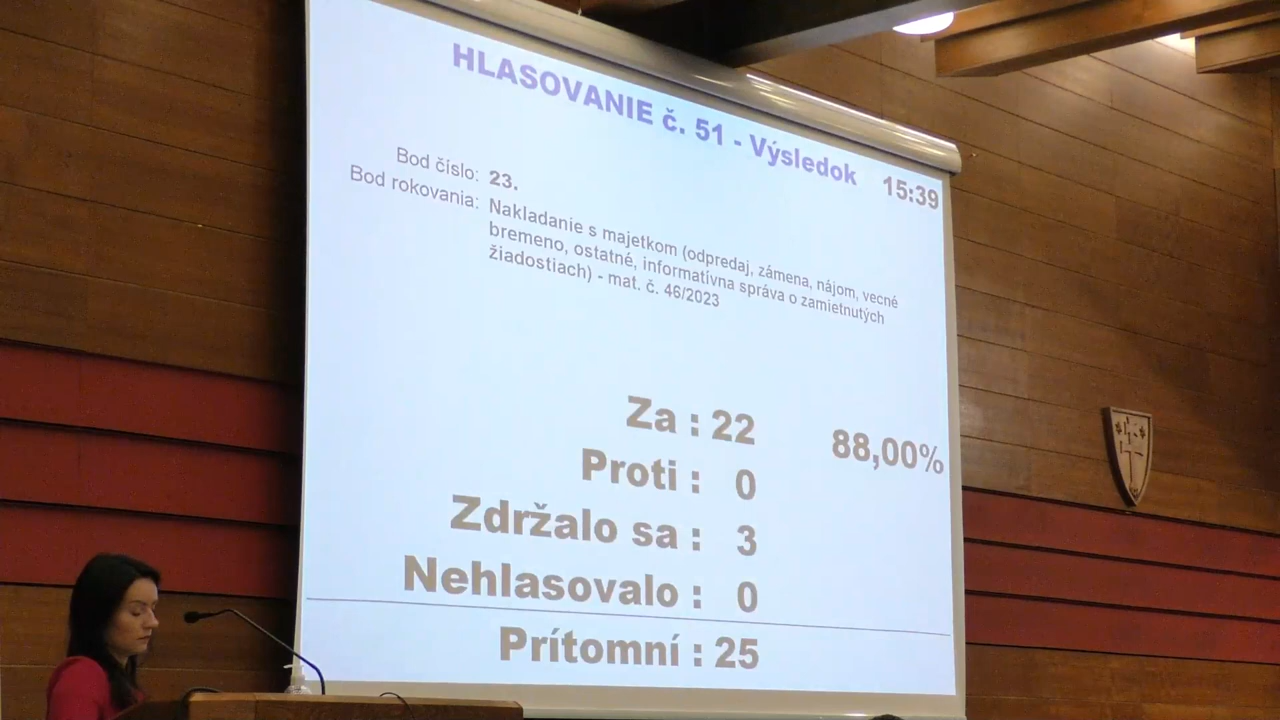 HLASOVANIE č. 51 - Výsledok 15:39
Bod číslo: 23.
Bod rokovania: Nakladanie s majetkom (odpredaj, zámena, nájom, vecné
bremeno, ostatné, informatívna správa o zamietnutých
žiadostiach) - mat. č. 46/2023
Za : 22 88,00%
Proti : 0
Zdržalo sa : 3
Nehlasovalo : 0
Prítomní : 25